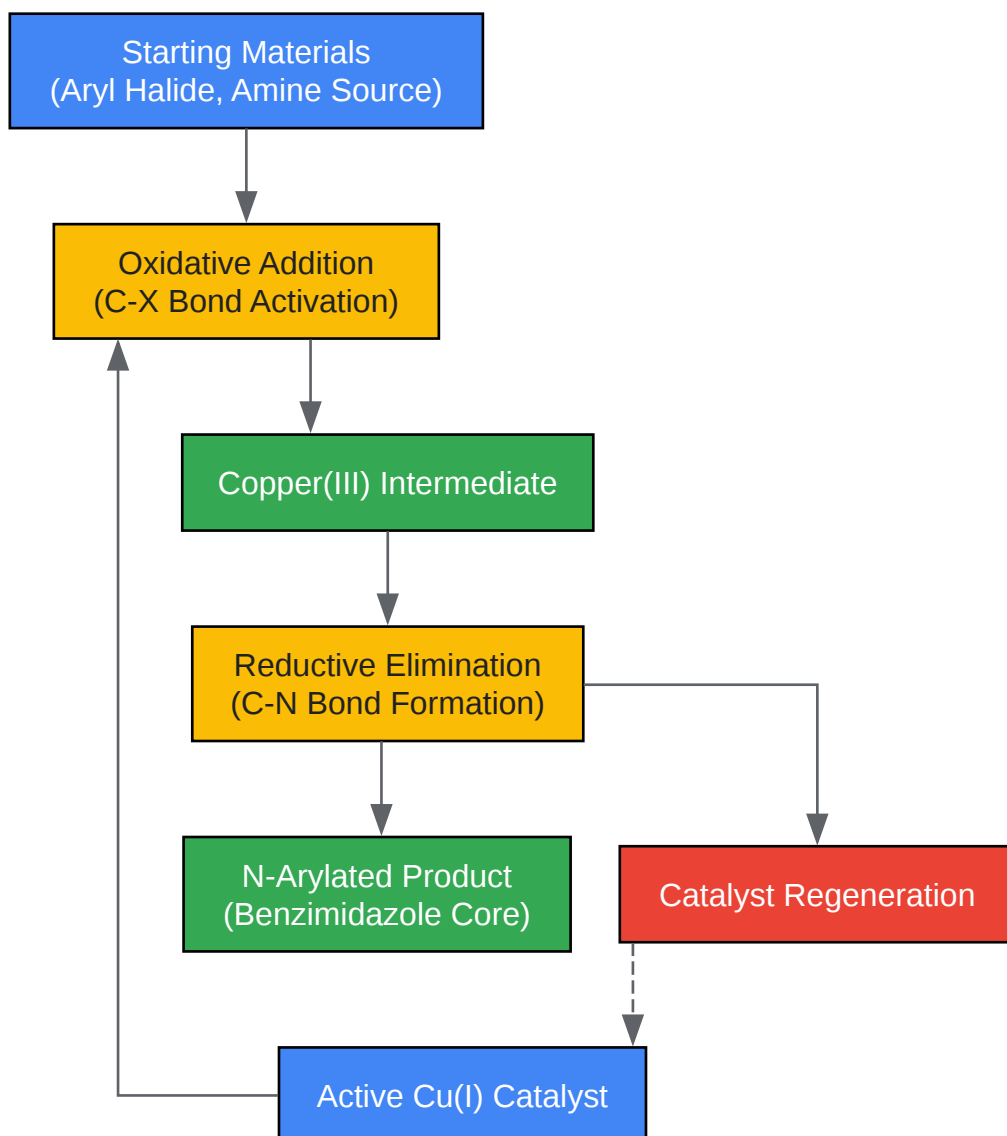 Starting Materials
(Aryl Halide, Amine Source)
Oxidative Addition
(C-X Bond Activation)
Copper(III) Intermediate
Reductive Elimination
(C-N Bond Formation)
N-Arylated Product
(Benzimidazole Core)
Catalyst Regeneration
Active Cu(I) Catalyst